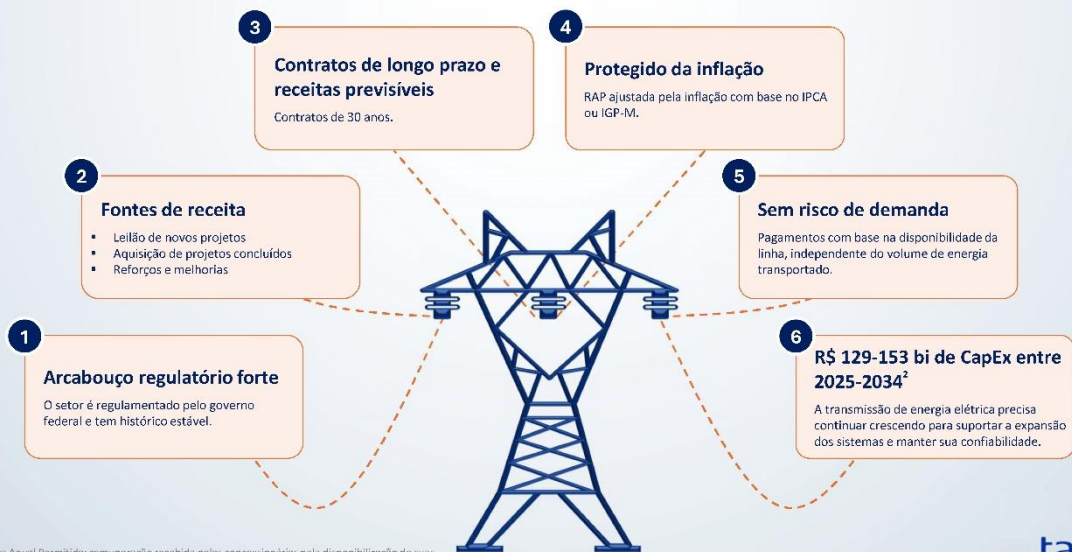 1
Arcabouço regulatório forte
O setor é regulamentado pelo governo
federal e tem histórico estável.
2
Fontes de receita
▪ Leilão de novos projetos
▪ Aquisição de projetos concluídos
▪ Reforços e melhorias
3
Contratos de longo prazo e
receitas previsíveis
Contratos de 30 anos.
4
Protegido da inflação
RAP ajustada pela inflação com base no IPCA
ou IGP-M.
5
Sem risco de demanda
Pagamentos com base na disponibilidade da
linha, independente do volume de energia
transportado.
6
R$ 129-153 bi de CapEx entre
2025-2034²
A transmissão de energia elétrica precisa
continuar crescendo para suportar a expansão
dos sistemas e manter sua confiabilidade.